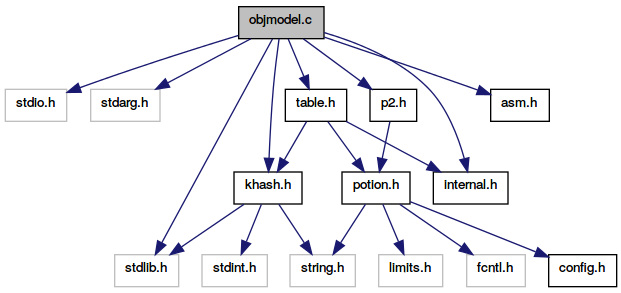 objmodel.c
stdio.h
stdarg.h
table.h
p2.h
asm.h
khash.h
potion.h
internal.h
stdlib.h
stdint.h
string.h
limits.h
fcntl.h
config.h